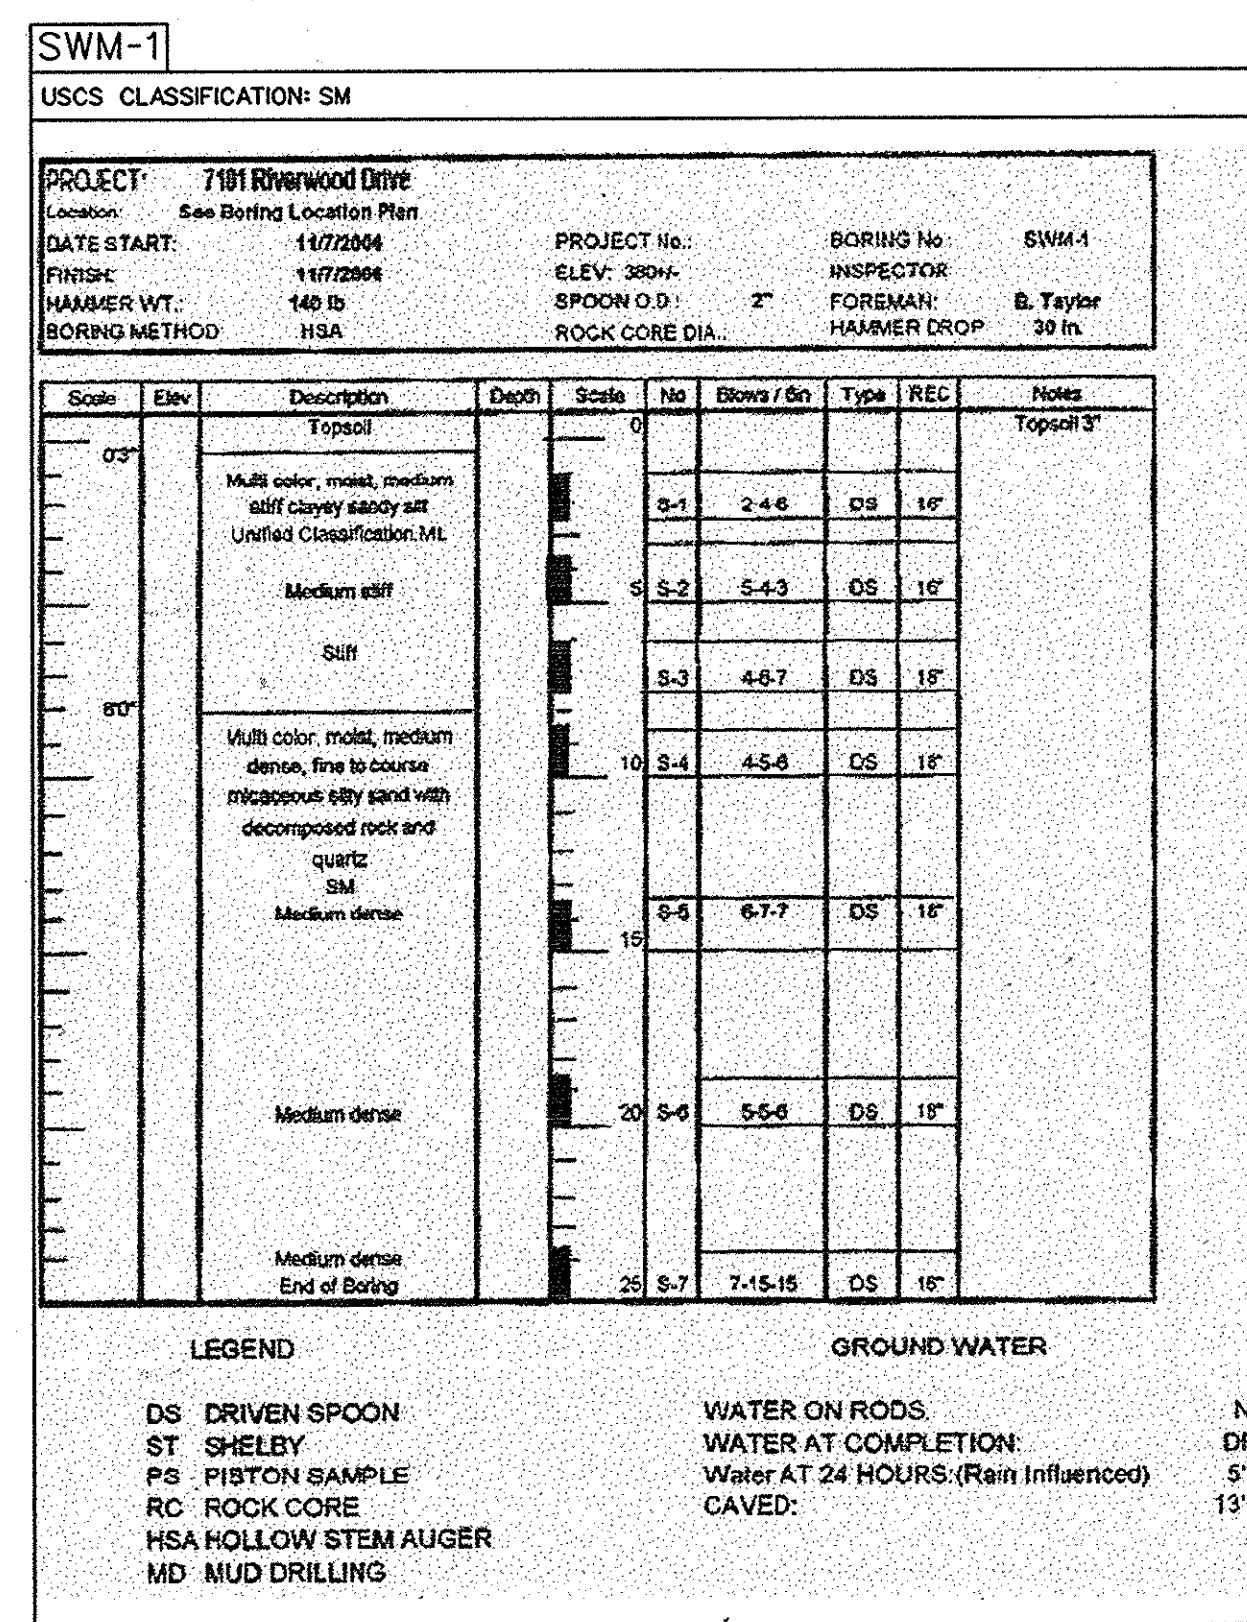 SWM-1
USCS CLASSIFICATION: SM
PROJECT: 7181 Riverwood Drive
Location: See Boring Location Plan
DATE START: 11/7/2004 PROJECT No.: BORING No: SWM-1
FINISH: 11/7/2004 ELEV: 380+/- INSPECTOR
HAMMER WT.: 140 lb SPOON O.D.: 2" FOREMAN: B. Taylor
BORING METHOD HSA ROCK CORE DIA.: HAMMER DROP 30 in.
Scale Elev Description Depth Scale No Blows / 6in Type REC Notes
Topsoil 0 Topsoil 3"
0'3"
Multi color, moist, medium
stiff clayey sandy silt S-1 2-4-6 DS 16"
Unified Classification:ML
Medium stiff 5 S-2 5-4-3 DS 16"
Stiff
S-3 4-6-7 DS 18"
8'0"
Multi color, moist, medium
dense, fine to course 10 S-4 4-5-6 DS 18"
micaceous silty sand with
decomposed rock and
quartz
SM
Medium dense S-5 6-7-7 DS 18"
15
Medium dense 20 S-6 5-5-6 DS 18"
Medium dense
End of Boring 25 S-7 7-15-15 DS 16"
LEGEND GROUND WATER
DS DRIVEN SPOON WATER ON RODS: N
ST SHELBY WATER AT COMPLETION:
PS PISTON SAMPLE Water AT 24 HOURS:(Rain Influenced) 5'
RC ROCK CORE CAVED: 13'
HSA HOLLOW STEM AUGER
MD MUD DRILLING